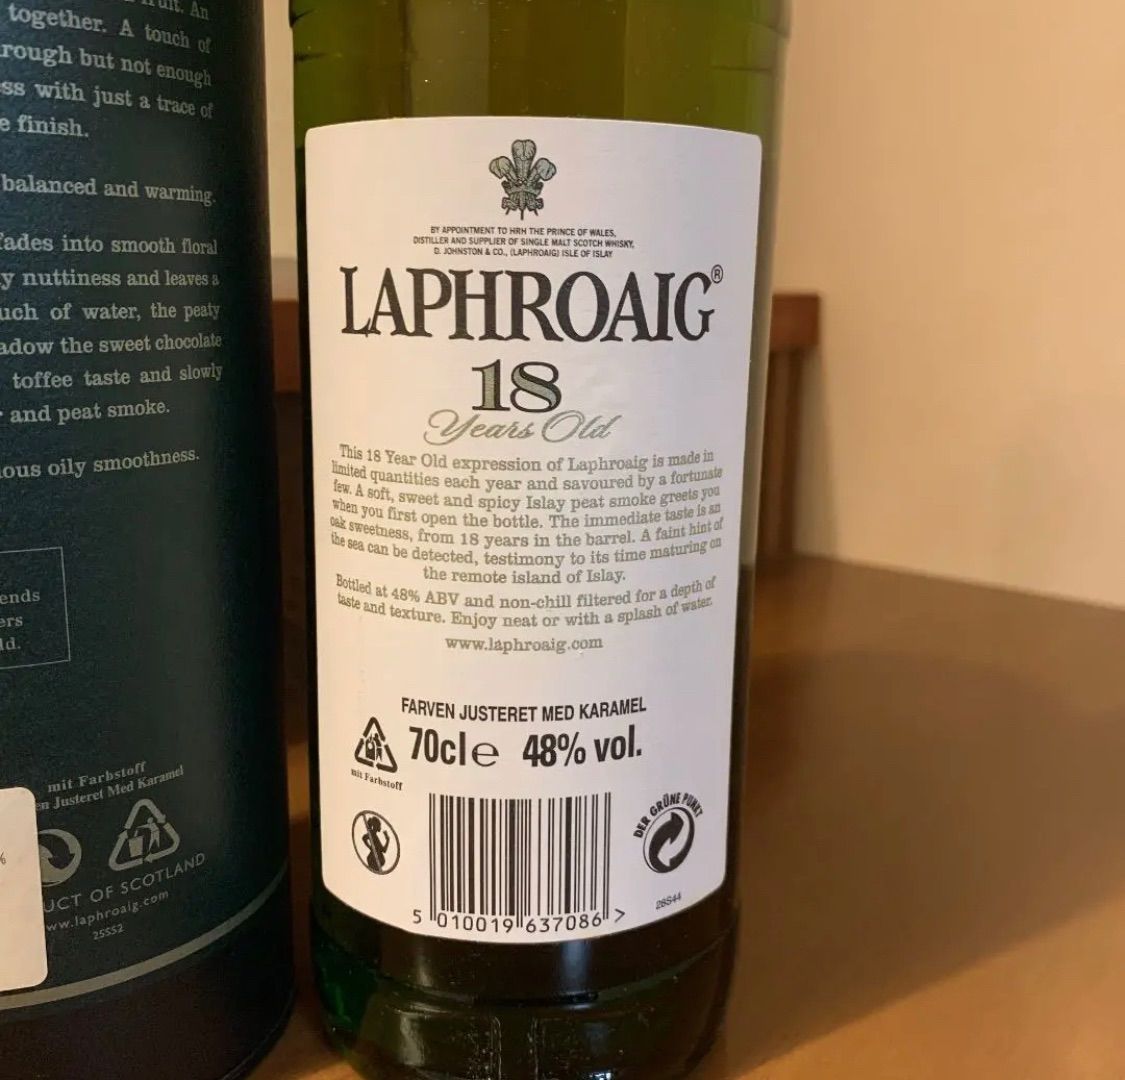 An
together. A touch of
rough but not enough
ss with just a trace of
e finish.
balanced and warming.
fades into smooth floral
y nuttiness and leaves a
uch of water, the peaty
adow the sweet chocolate
toffee taste and slowly
and peat smoke.
ious oily smoothness.
ends
ers
ld.
mit Farbstoff
en Justeret Med Karamel
%
UCT OF SCOTLAND
ww.laphroaig.com
25552
BY APPOINTMENT TO HRH THE PRINCE OF WALES,
DISTILLER AND SUPPLIER OF SINGLE MALT SCOTCH WHISKY,
D. JOHNSTON & CO., (LAPHROAIG) ISLE OF ISLAY
LAPHROAIG®
18
Years Old
This 18 Year Old expression of Laphroaig is made in
limited quantities each year and savoured by a fortunate
few. A soft, sweet and spicy Islay peat smoke greets you
when you first open the bottle. The immediate taste is an
oak sweetness, from 18 years in the barrel. A faint hint of
the sea can be detected, testimony to its time maturing on
the remote island of Islay.
Bottled at 48% ABV and non-chill filtered for a depth of
taste and texture. Enjoy neat or with a splash of water.
www.laphroaig.com
FARVEN JUSTERET MED KARAMEL
70cl e 48% vol.
mit Farbstoff
DER GRÜNE PUNKT
5 010019 637086 >
28844